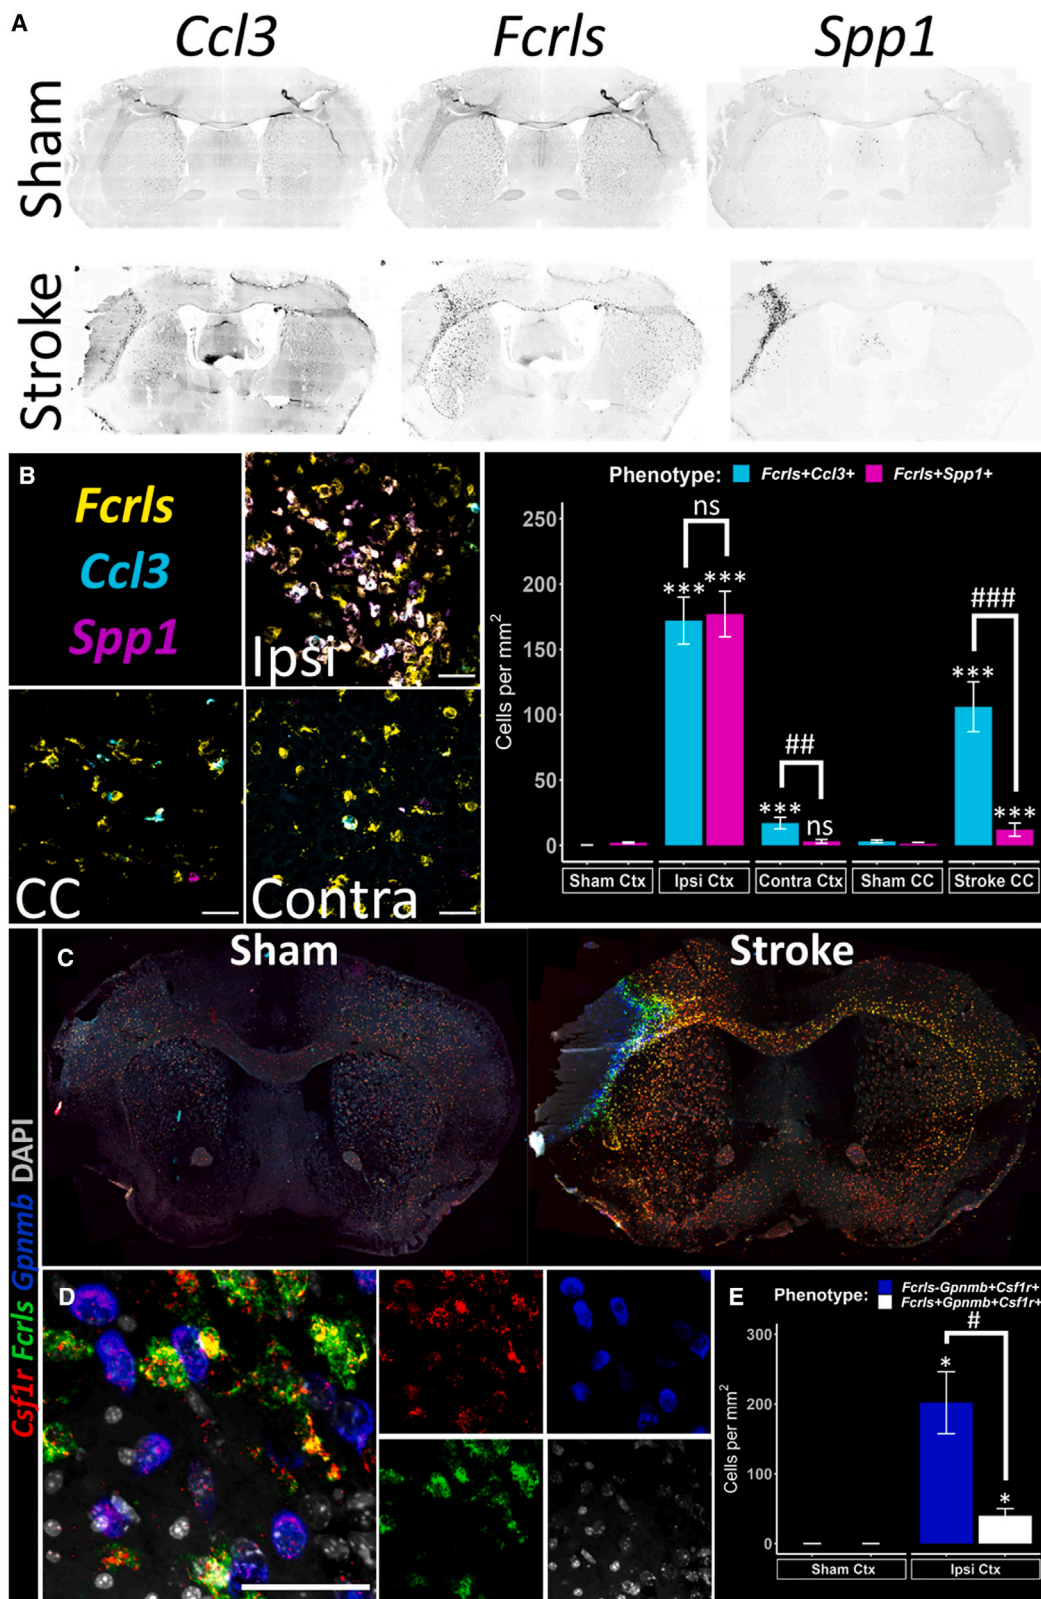 A
Ccl3 Fcrls Spp1
Sham
Stroke
B
Fcrls
Ccl3
Spp1
Ipsi
CC
Contra
Phenotype: Fcrls+Ccl3+ Fcrls+Spp1+
Cells per mm2
250
200
150
100
50
0
ns
*** ***
##
*** ns
###
***
***
Sham Ctx Ipsi Ctx Contra Ctx Sham CC Stroke CC
C
Sham Stroke
Csf1r Fcrls Gpnmb DAPI
D
E
Phenotype: Fcrls-Gpnmb+Csf1r+
Fcrls+Gpnmb+Csf1r+
Cells per mm2
300
200
100
0
#
*
*
Sham Ctx Ipsi Ctx